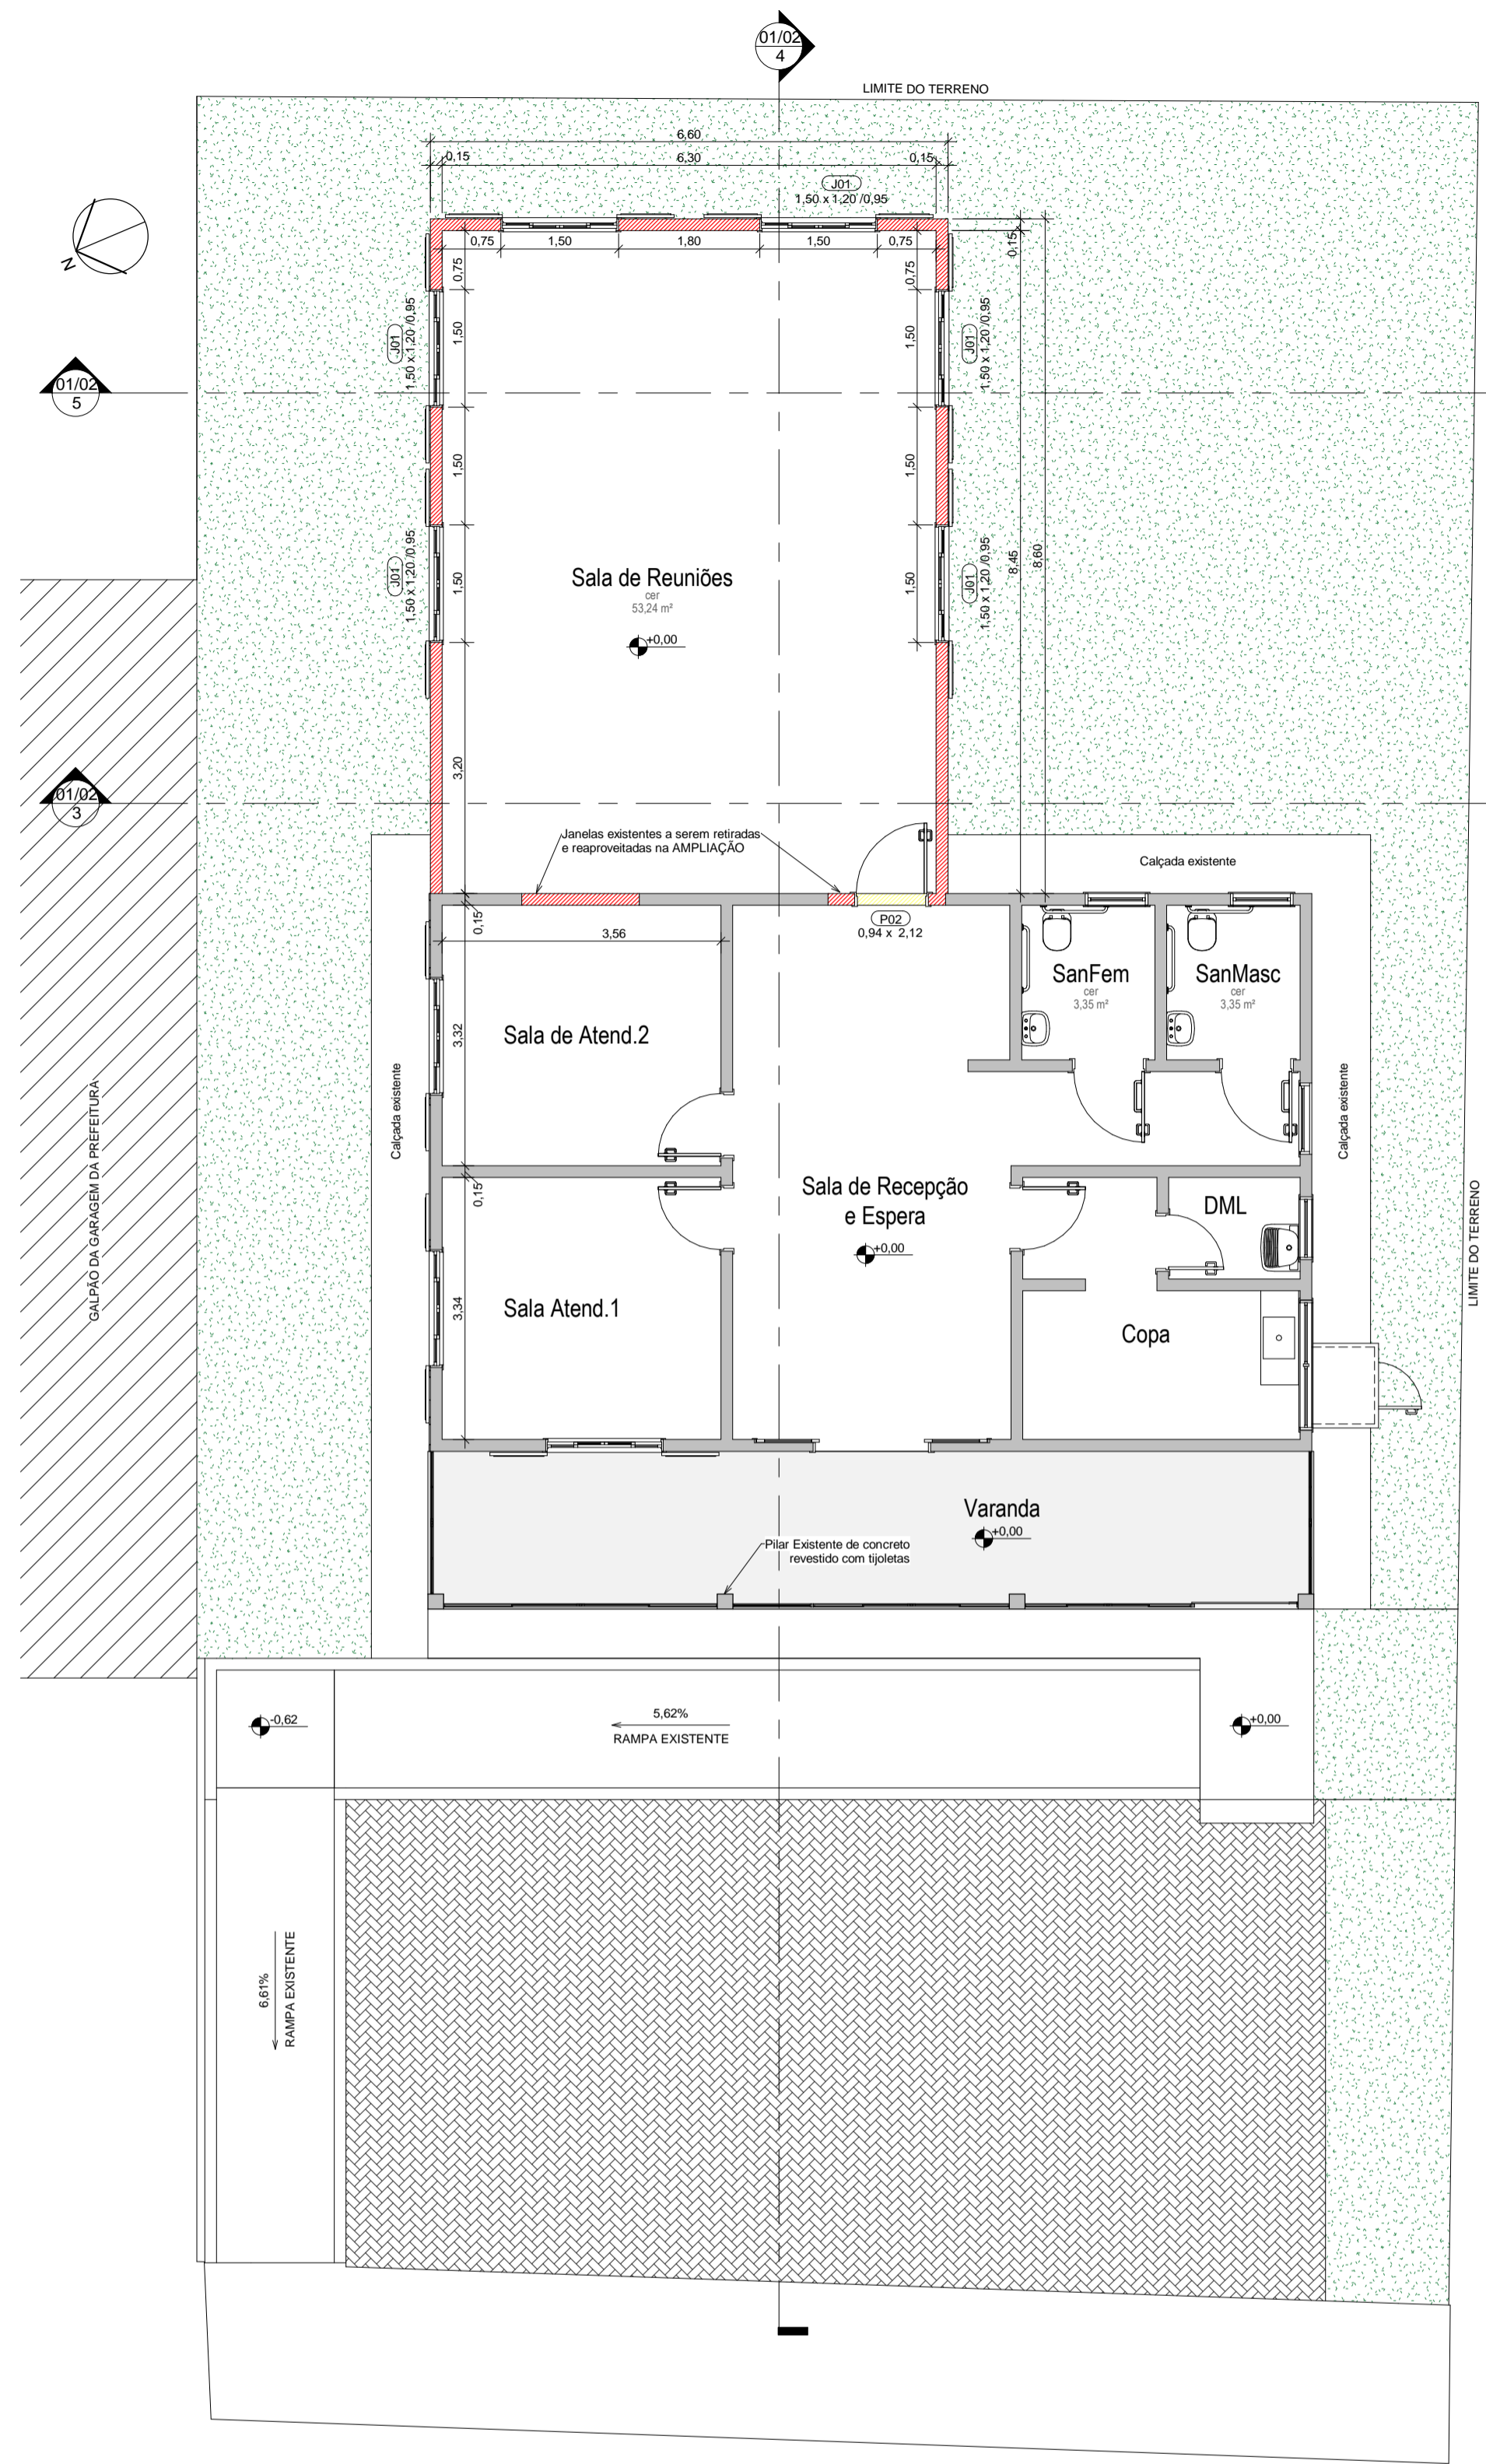 01/02
4
LIMITE DO TERRENO
6,60
0,15
6,30
0,15
J01
1,50 x 1,20 /0,95
0,75
1,50
1,80
1,50
0,75
0,15
N
0,75
0,75
J01
1,50 x 1,20 /0,95
1,50
1,50
J01
1,50 x 1,20 /0,95
01/02
5
1,50
1,50
J01
1,50 x 1,20 /0,95
1,50
1,50
J01
1,50 x 1,20 /0,95
8,45
8,60
Sala de Reuniões
cer
53,24 m²
+0,00
3,20
01/02
3
Janelas existentes a serem retiradas
e reaproveitadas na AMPLIAÇÃO
Calçada existente
0,15
3,56
P02
0,94 x 2,12
SanFem
cer
3,35 m²
SanMasc
cer
3,35 m²
3,32
Sala de Atend.2
Calçada existente
Calçada existente
GALPÃO DA GARAGEM DA PREFEITURA
0,15
Sala de Recepção
e Espera
+0,00
DML
LIMITE DO TERRENO
3,34
Sala Atend.1
Copa
Varanda
+0,00
Pilar Existente de concreto
revestido com tijoletas
-0,62
5,62%
RAMPA EXISTENTE
+0,00
6,61%
RAMPA EXISTENTE